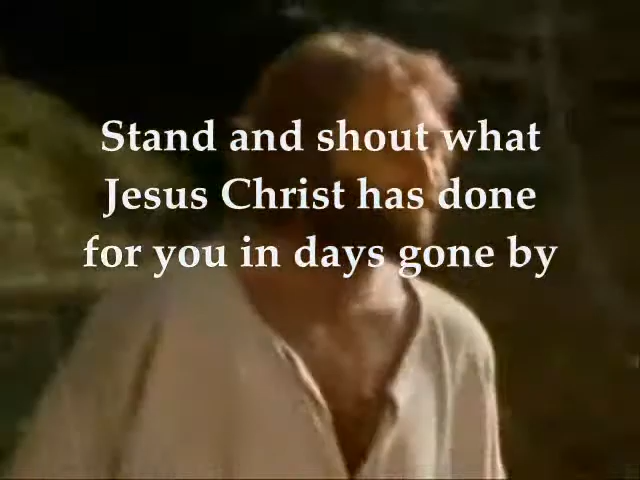 Stand and shout what
Jesus Christ has done
for you in days gone by